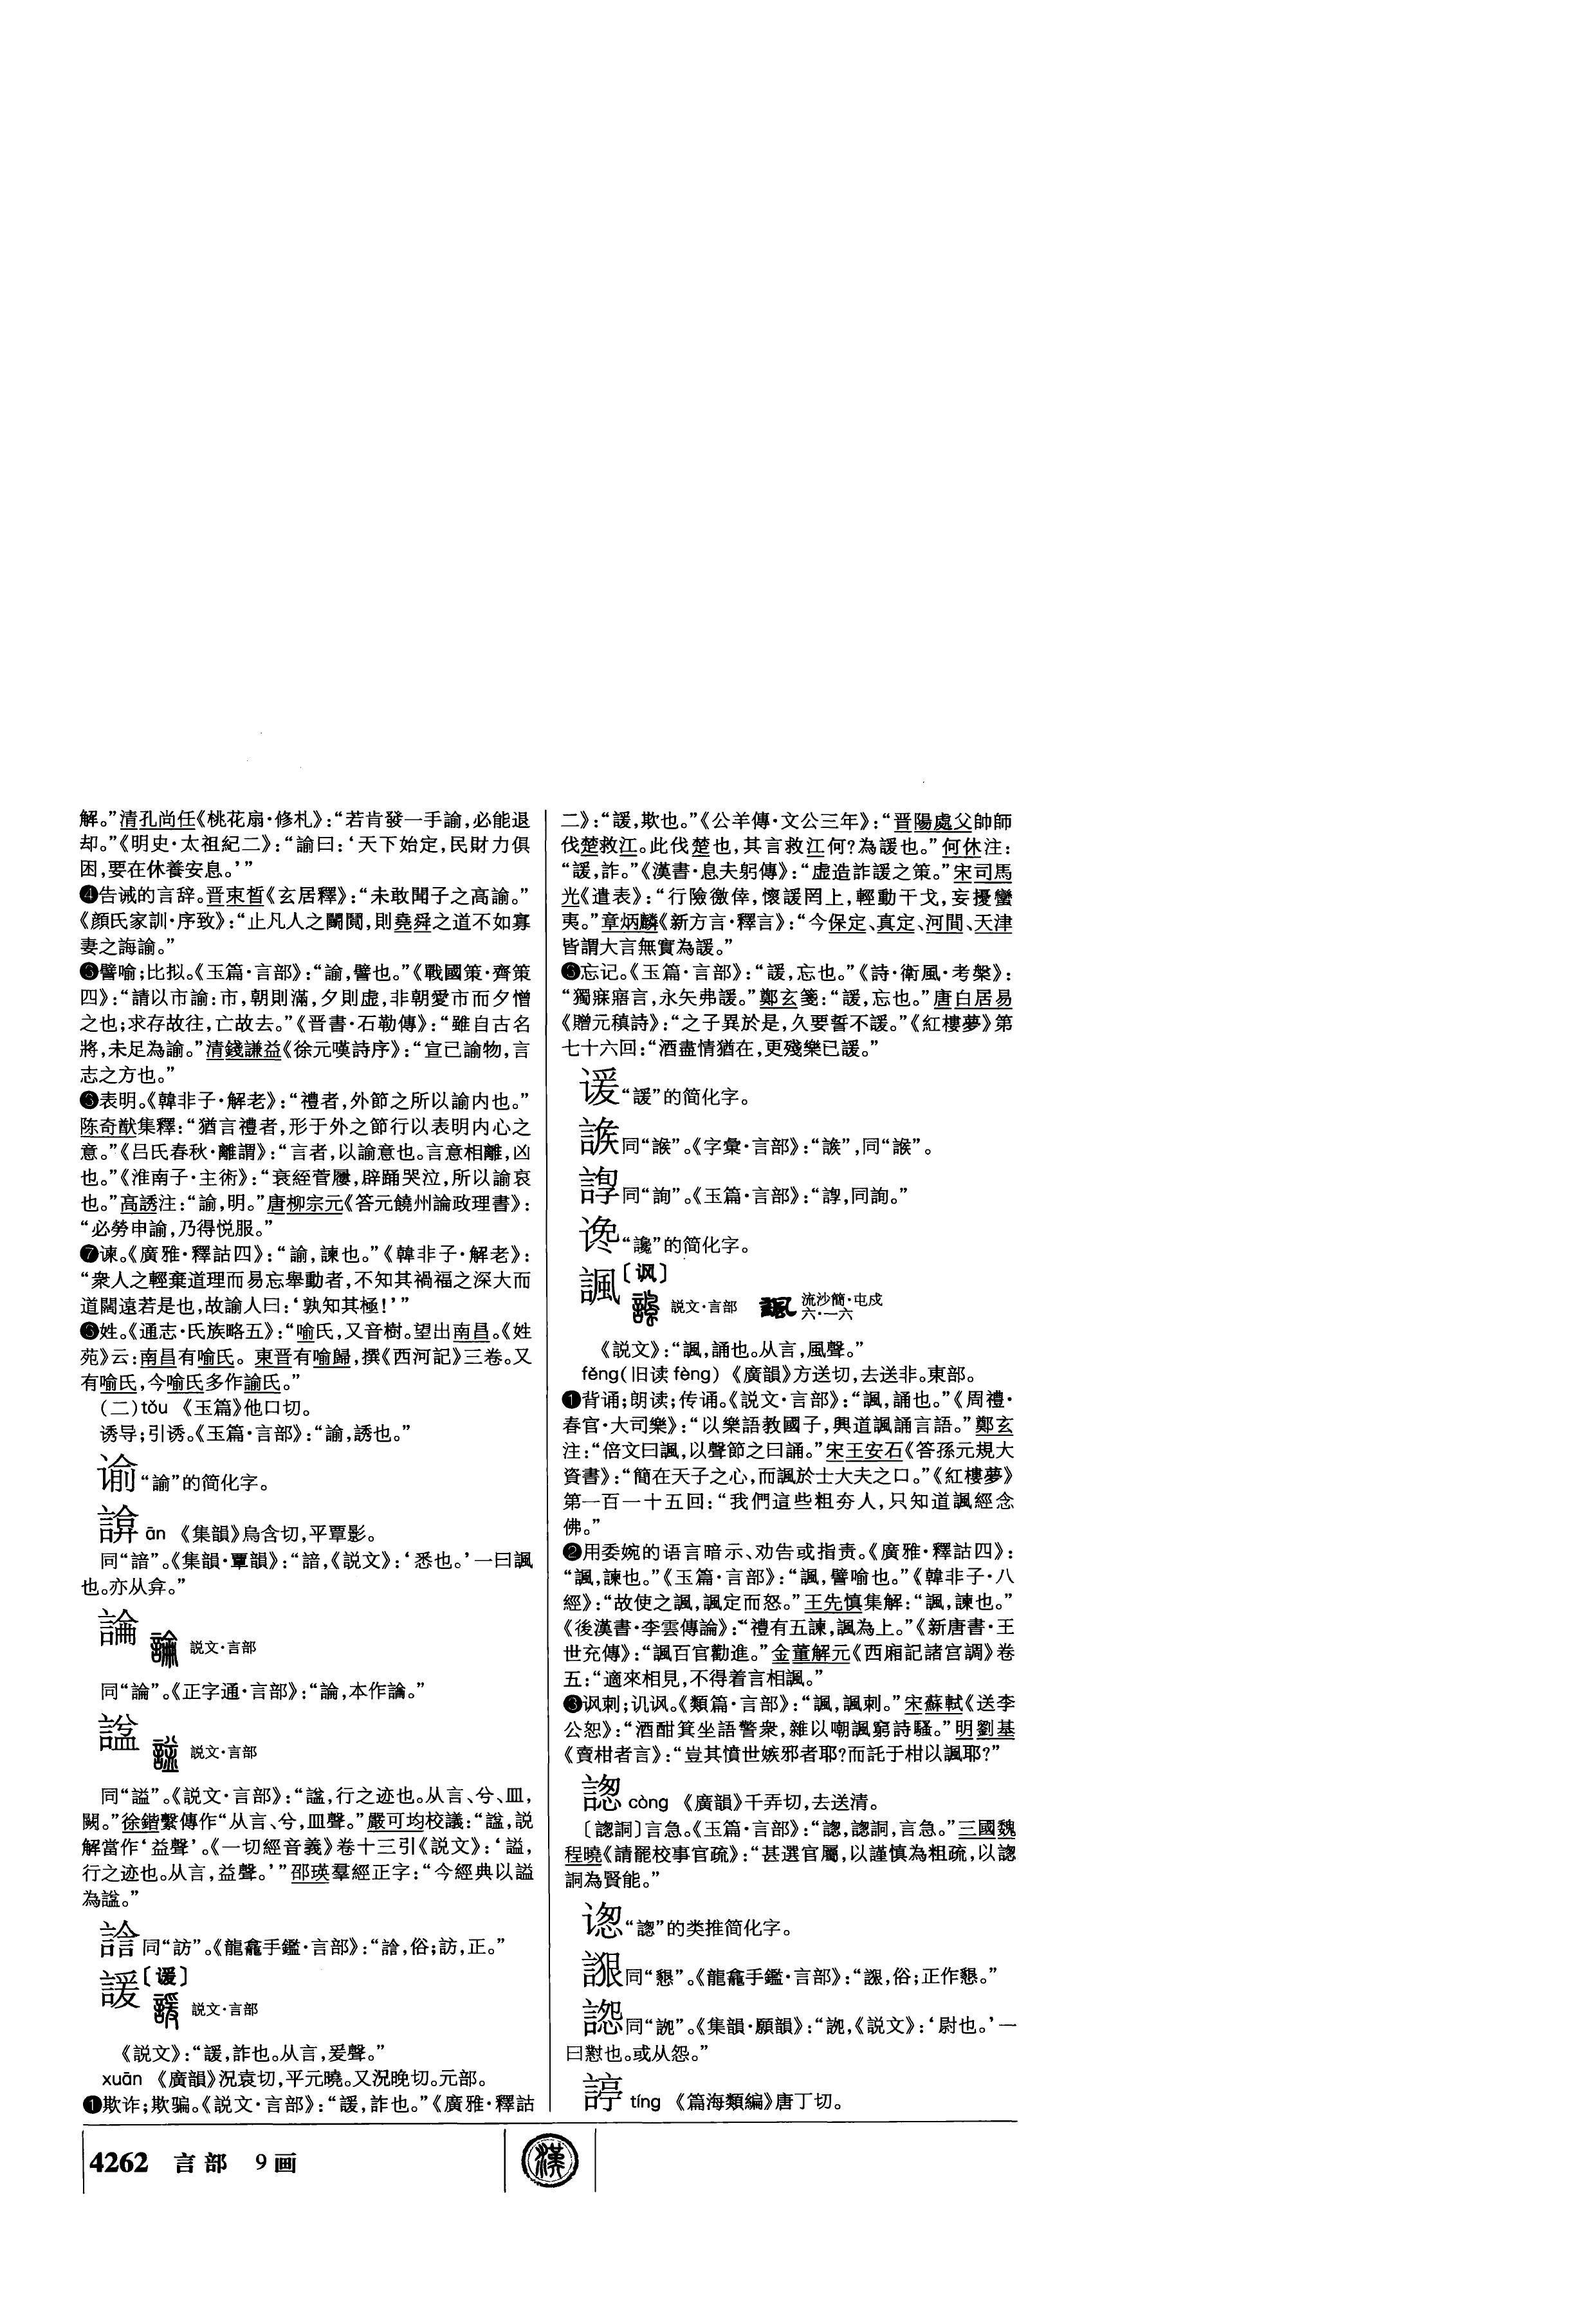 解。”清孔尚任《桃花扇·修札》：“若肯發一手諭，必能退
却。”《明史·太祖紀二》：“諭曰：‘天下始定，民財力俱
困，要在休養安息。’”
❹告诫的言辞。晋束晳《玄居釋》：“未敢聞子之高諭。”
《顔氏家訓·序致》：“止凡人之鬬鬩，則堯舜之道不如寡
妻之誨諭。”
❺譬喻；比拟。《玉篇·言部》：“諭，譬也。”《戰國策·齊策
四》：“請以市諭：市，朝則滿，夕則虚，非朝愛市而夕憎
之也；求存故往，亡故去。”《晋書·石勒傳》：“雖自古名
將，未足為諭。”清錢謙益《徐元嘆詩序》：“宣己諭物，言
志之方也。”
❻表明。《韓非子·解老》：“禮者，外節之所以諭内也。”
陈奇猷集釋：“猶言禮者，形于外之節行以表明内心之
意。”《吕氏春秋·離謂》：“言者，以諭意也。言意相離，凶
也。”《淮南子·主術》：“衰絰菅屨，辟踊哭泣，所以諭哀
也。”高誘注：“諭，明。”唐柳宗元《答元饒州論政理書》：
“必勞申諭，乃得悦服。”
❼谏。《廣雅·釋詁四》：“諭，諫也。”《韓非子·解老》：
“衆人之輕棄道理而易忘舉動者，不知其禍福之深大而
道闊遠若是也，故諭人曰：‘孰知其極！’”
❽姓。《通志·氏族略五》：“喻氏，又音樹。望出南昌。《姓
苑》云：南昌有喻氏。東晋有喻歸，撰《西河記》三卷。又
有喻氏，今喻氏多作諭氏。”
(二)tǒu 《玉篇》他口切。
诱导；引诱。《玉篇·言部》：“諭，誘也。”
谕“諭”的简化字。
ān 《集韻》烏含切，平覃影。
同“諳”。《集韻·覃韻》：“諳，《説文》：‘悉也。’一曰諷
也。亦从弇。”
説文·言部
同“論”。《正字通·言部》：“論，本作。”
諡 説文·言部
同“謚”。《説文·言部》：“諡，行之迹也。从言、兮、皿，
闕。”徐鍇繫傳作“从言、兮，皿聲。”嚴可均校議：“諡，説
解當作‘益聲’。《一切經音義》卷十三引《説文》：‘謚，
行之迹也。从言，益聲。’”邵瑛羣經正字：“今經典以謚
為諡。”
同“訪”。《龍龕手鑑·言部》：“，俗；訪，正。”
諼〔谖〕
説文·言部
《説文》：“諼，詐也。从言，爰聲。”
xuān 《廣韻》況袁切，平元曉。又況晚切。元部。
❶欺诈；欺骗。《説文·言部》：“諼，詐也。”《廣雅·釋詁
二》：“諼，欺也。”《公羊傳·文公三年》：“晋陽處父帥師
伐楚救江。此伐楚也，其言救江何？為諼也。”何休注：
“諼，詐。”《漢書·息夫躬傳》：“虚造詐諼之策。”宋司馬
光《遺表》：“行險徼倖，懷諼罔上，輕動干戈，妄擾蠻
夷。”章炳麟《新方言·釋言》：“今保定、真定、河間、天津
皆謂大言無實為諼。”
❷忘记。《玉篇·言部》：“諼，忘也。”《詩·衛風·考槃》：
“獨寐寤言，永矢弗諼。”鄭玄箋：“諼，忘也。”唐白居易
《贈元稹詩》：“之子異於是，久要誓不諼。”《紅樓夢》第
七十六回：“酒盡情猶在，更殘樂已諼。”
谖“諼”的简化字。
同“”。《字彙·言部》：“”，同“”。
同“訽”。《玉篇·言部》：“，同訽。”
谗“讒”的简化字。
諷〔讽〕
説文·言部 流沙簡·屯戍
六·一六
《説文》：“諷，誦也。从言，風聲。”
fěng(旧读fèng) 《廣韻》方送切，去送非。東部。
❶背诵；朗读；传诵。《説文·言部》：“諷，誦也。”《周禮·
春官·大司樂》：“以樂語教國子，興道諷誦言語。”鄭玄
注：“倍文曰諷，以聲節之曰誦。”宋王安石《答孫元規大
資書》：“簡在天子之心，而諷於士大夫之口。”《紅樓夢》
第一百一十五回：“我們這些粗夯人，只知道諷經念
佛。”
❷用委婉的语言暗示、劝告或指责。《廣雅·釋詁四》：
“諷，諫也。”《玉篇·言部》：“諷，譬喻也。”《韓非子·八
經》：“故使之諷，諷定而怒。”王先慎集解：“諷，諫也。”
《後漢書·李雲傳論》：“禮有五諫，諷為上。”《新唐書·王
世充傳》：“諷百官勸進。”金董解元《西廂記諸宫調》卷
五：“適來相見，不得着言相諷。”
❸讽刺；讥讽。《類篇·言部》：“諷，諷刺。”宋蘇軾《送李
公恕》：“酒酣箕坐語警衆，雜以嘲諷窮詩騷。”明劉基
《賣柑者言》：“豈其憤世嫉邪者耶？而託于柑以諷耶？”
諰 còng 《廣韻》千弄切，去送清。
〔詷〕言急。《玉篇·言部》：“，詷，言急。”三國魏
程曉《請罷校事官疏》：“甚選官屬，以謹慎為粗疏，以
詷為賢能。”
“”的类推简化字。
同“懇”。《龍龕手鑑·言部》：“，俗；正作懇。”
同“”。《集韻·願韻》：“，《説文》：‘尉也。’一
曰懟也。或从怨。”
諪 tíng 《篇海類編》唐丁切。
4262 言部 9画
漢